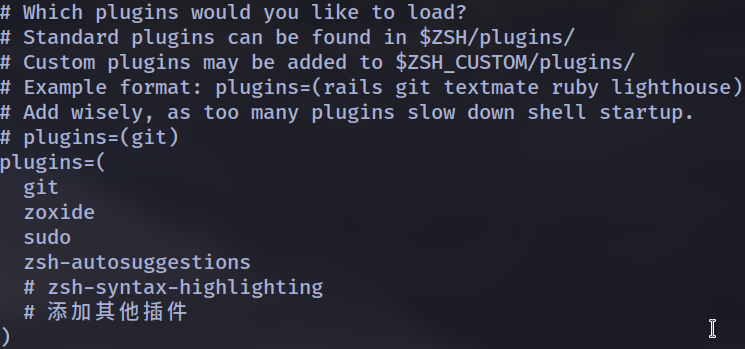 # Which plugins would you like to load?
# Standard plugins can be found in $ZSH/plugins/
# Custom plugins may be added to $ZSH_CUSTOM/plugins/
# Example format: plugins=(rails git textmate ruby lighthouse)
# Add wisely, as too many plugins slow down shell startup.
# plugins=(git)
plugins=(
  git
  zoxide
  sudo
  zsh-autosuggestions
  # zsh-syntax-highlighting
  # 添加其他插件
)